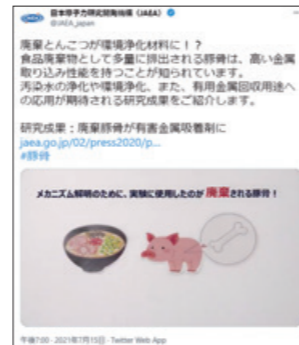 日本原子力研究開発機構（JAEA）
@JAEA_japan
廃棄とんこつが環境浄化材料に！？
食品廃棄物として多量に排出される豚骨は、高い金属
取り込み性能を持つことが知られています。
汚染水の浄化や環境浄化、また、有用金属回収用途へ
の応用が期待される研究成果をご紹介します。
研究成果：廃棄豚骨が有害金属吸着剤に
jaea.go.jp/02/press2020/p...
#豚骨
メカニズム解明のために、実験に使用したのが廃棄される豚骨！
午後7:00 · 2021年7月15日 · Twitter Web App